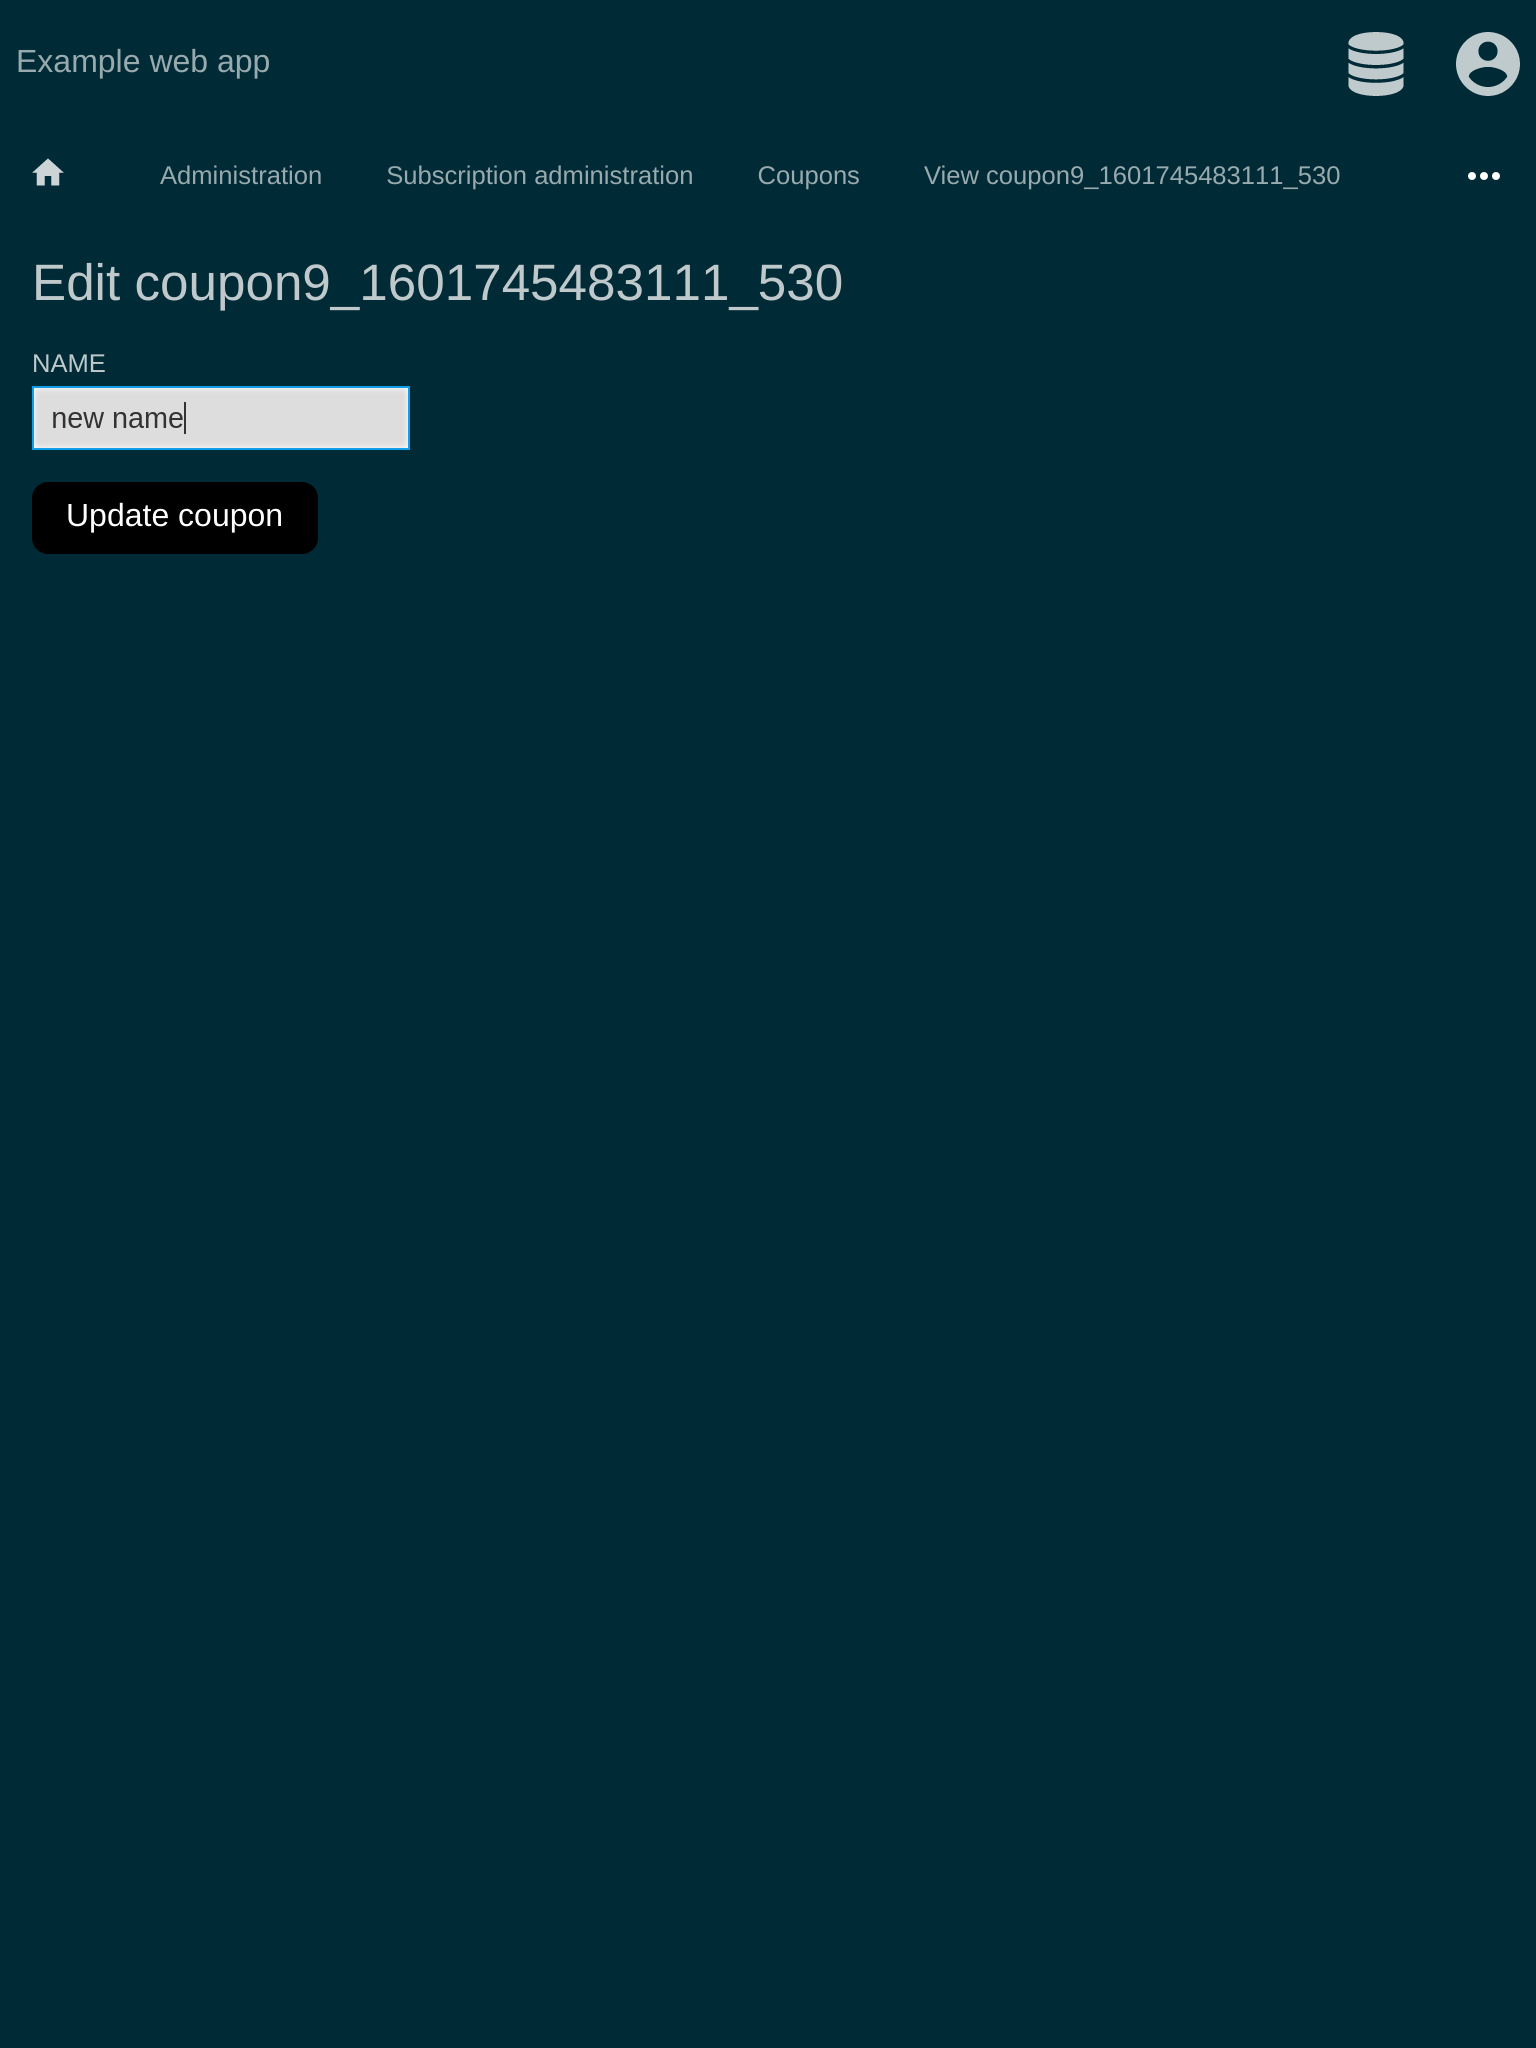 Example web app
Administration Subscription administration Coupons View coupon9_1601745483111_530
Edit coupon9_1601745483111_530
NAME
new name
Update coupon